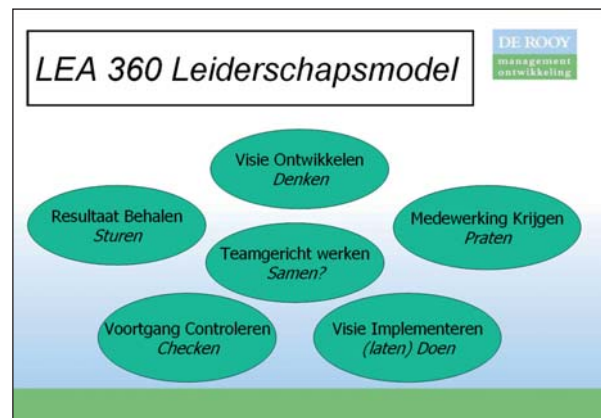 LEA 360 Leiderschapsmodel
DE ROOY
management
ontwikkeling
Visie Ontwikkelen
Denken
Resultaat Behalen
Sturen
Medewerking Krijgen
Praten
Teamgericht werken
Samen?
Voortgang Controleren
Checken
Visie Implementeren
(laten) Doen